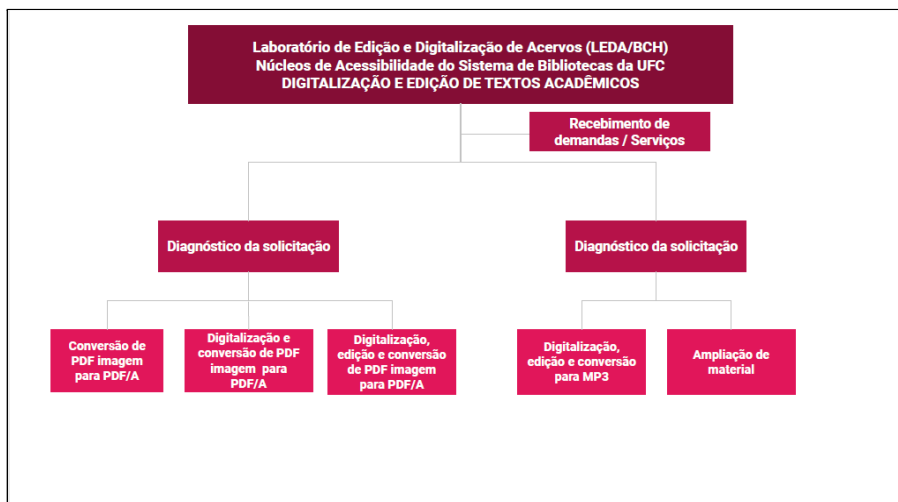 Laboratório de Edição e Digitalização de Acervos (LEDA/BCH)
Núcleos de Acessibilidade do Sistema de Bibliotecas da UFC
DIGITALIZAÇÃO E EDIÇÃO DE TEXTOS ACADÊMICOS
Recebimento de
demandas / Serviços
Diagnóstico da solicitação
Diagnóstico da solicitação
Conversão de
PDF imagem
para PDF/A
Digitalização e
conversão de PDF
imagem para
PDF/A
Digitalização,
edição e conversão
de PDF imagem
para PDF/A
Digitalização,
edição e conversão
para MP3
Ampliação de
material